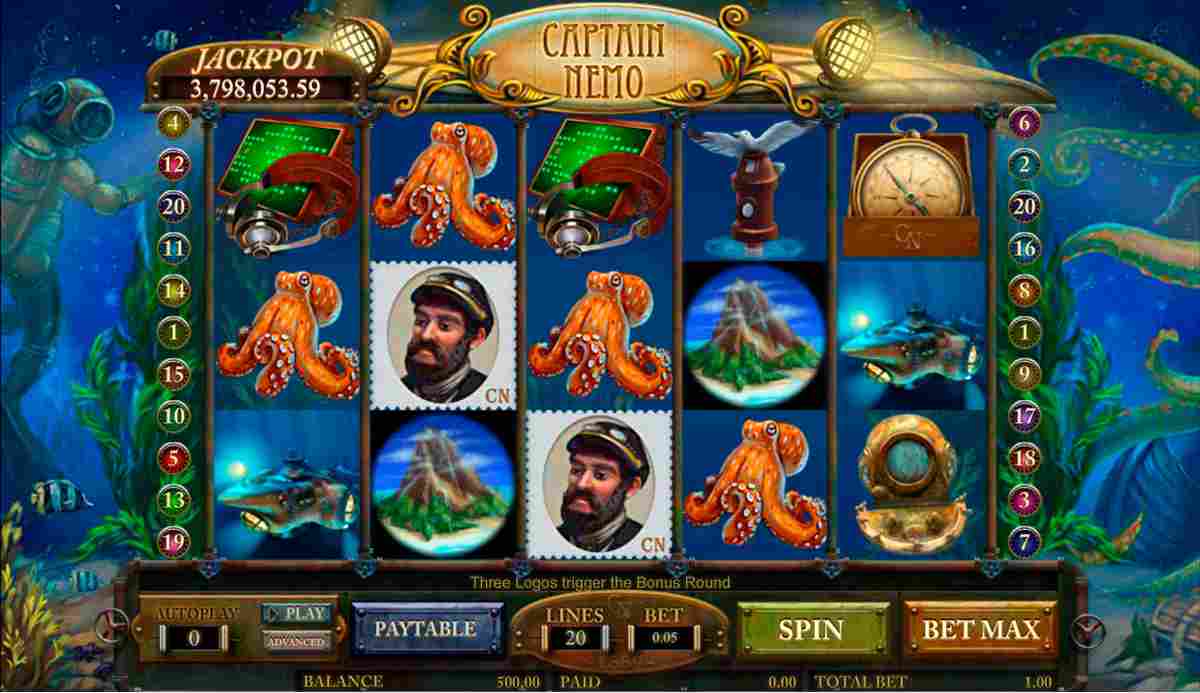 CAPTAIN
NEMO
JACKPOT
3,798,053.59
4
6
12
2
20
20
11
16
CN
14
8
1
1
15
9
CN
10
17
5
18
13
3
19
7
CN
Three Logos trigger the Bonus Round
AUTOPLAY
0
PLAY
ADVANCED
PAYTABLE
LINES
20
BET
0.05
SPIN
BET MAX
BALANCE 500,00 PAID 0.00 TOTAL BET 1.00